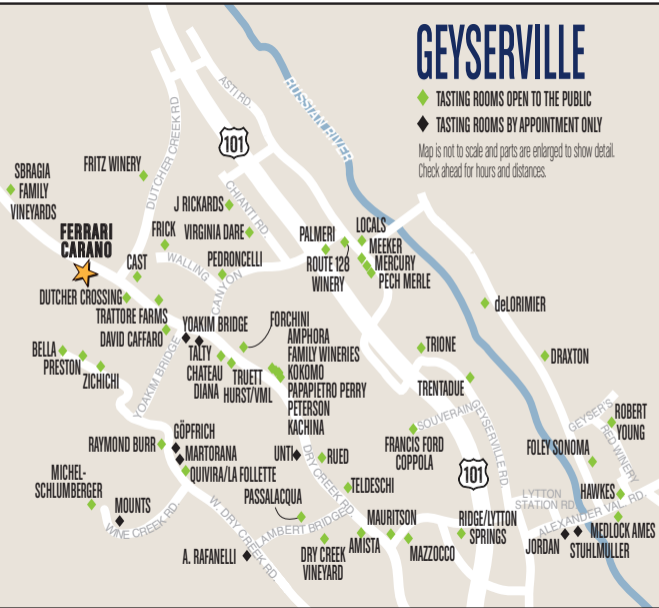 GEYSERVILLE
TASTING ROOMS OPEN TO THE PUBLIC
TASTING ROOMS BY APPOINTMENT ONLY
Map is not to scale and parts are enlarged to show detail.
Check ahead for hours and distances.
ASTI RD.
RUSSIAN RIVER
101
DUTCHER CREEK RD
FRITZ WINERY
SBRAGIA
FAMILY
VINEYARDS
CHIANTI RD
J RICKARDS
VIRGINIA DARE
FERRARI
CARANO
FRICK
CAST
WALLING
CANYON
PEDRONCELLI
PALMERI
LOCALS
MEEKER
MERCURY
PECH MERLE
ROUTE 128
WINERY
DUTCHER CROSSING
TRATTORE FARMS
DAVID CAFFARO
YOAKIM BRIDGE
TALTY
CHATEAU
DIANA
TRUETT
HURST/VML
FORCHINI
AMPHORA
FAMILY WINERIES
KOKOMO
PAPAPIETRO PERRY
PETERSON
KACHINA
deLORIMIER
TRIONE
DRAXTON
TRENTADUE
BELLA
PRESTON
ZICHICHI
YOAKIM BRIDGE
SOUVERAIN
GEYSERVILLE RD.
GEYSERS
RED WINERY
ROBERT
YOUNG
RAYMOND BURR
GÖPFRICH
MARTORANA
QUIVIRA/LA FOLLETTE
UNTI
RUED
DRY CREEK RD
FRANCIS FORD
COPPOLA
FOLEY SONOMA
101
MICHEL-
SCHLUMBERGER
MOUNTS
WINE CREEK RD.
W. DRY CREEK RD.
PASSALACQUA
TELDESCHI
LAMBERT BRIDGE
MAURITSON
LYTTON
STATION RD.
ALEXANDER VAL. RD.
HAWKES
MEDLOCK AMES
A. RAFANELLI
DRY CREEK
VINEYARD
AMISTA
MAZZOCCO
RIDGE/LYTTON
SPRINGS
JORDAN
STUHLMULLER